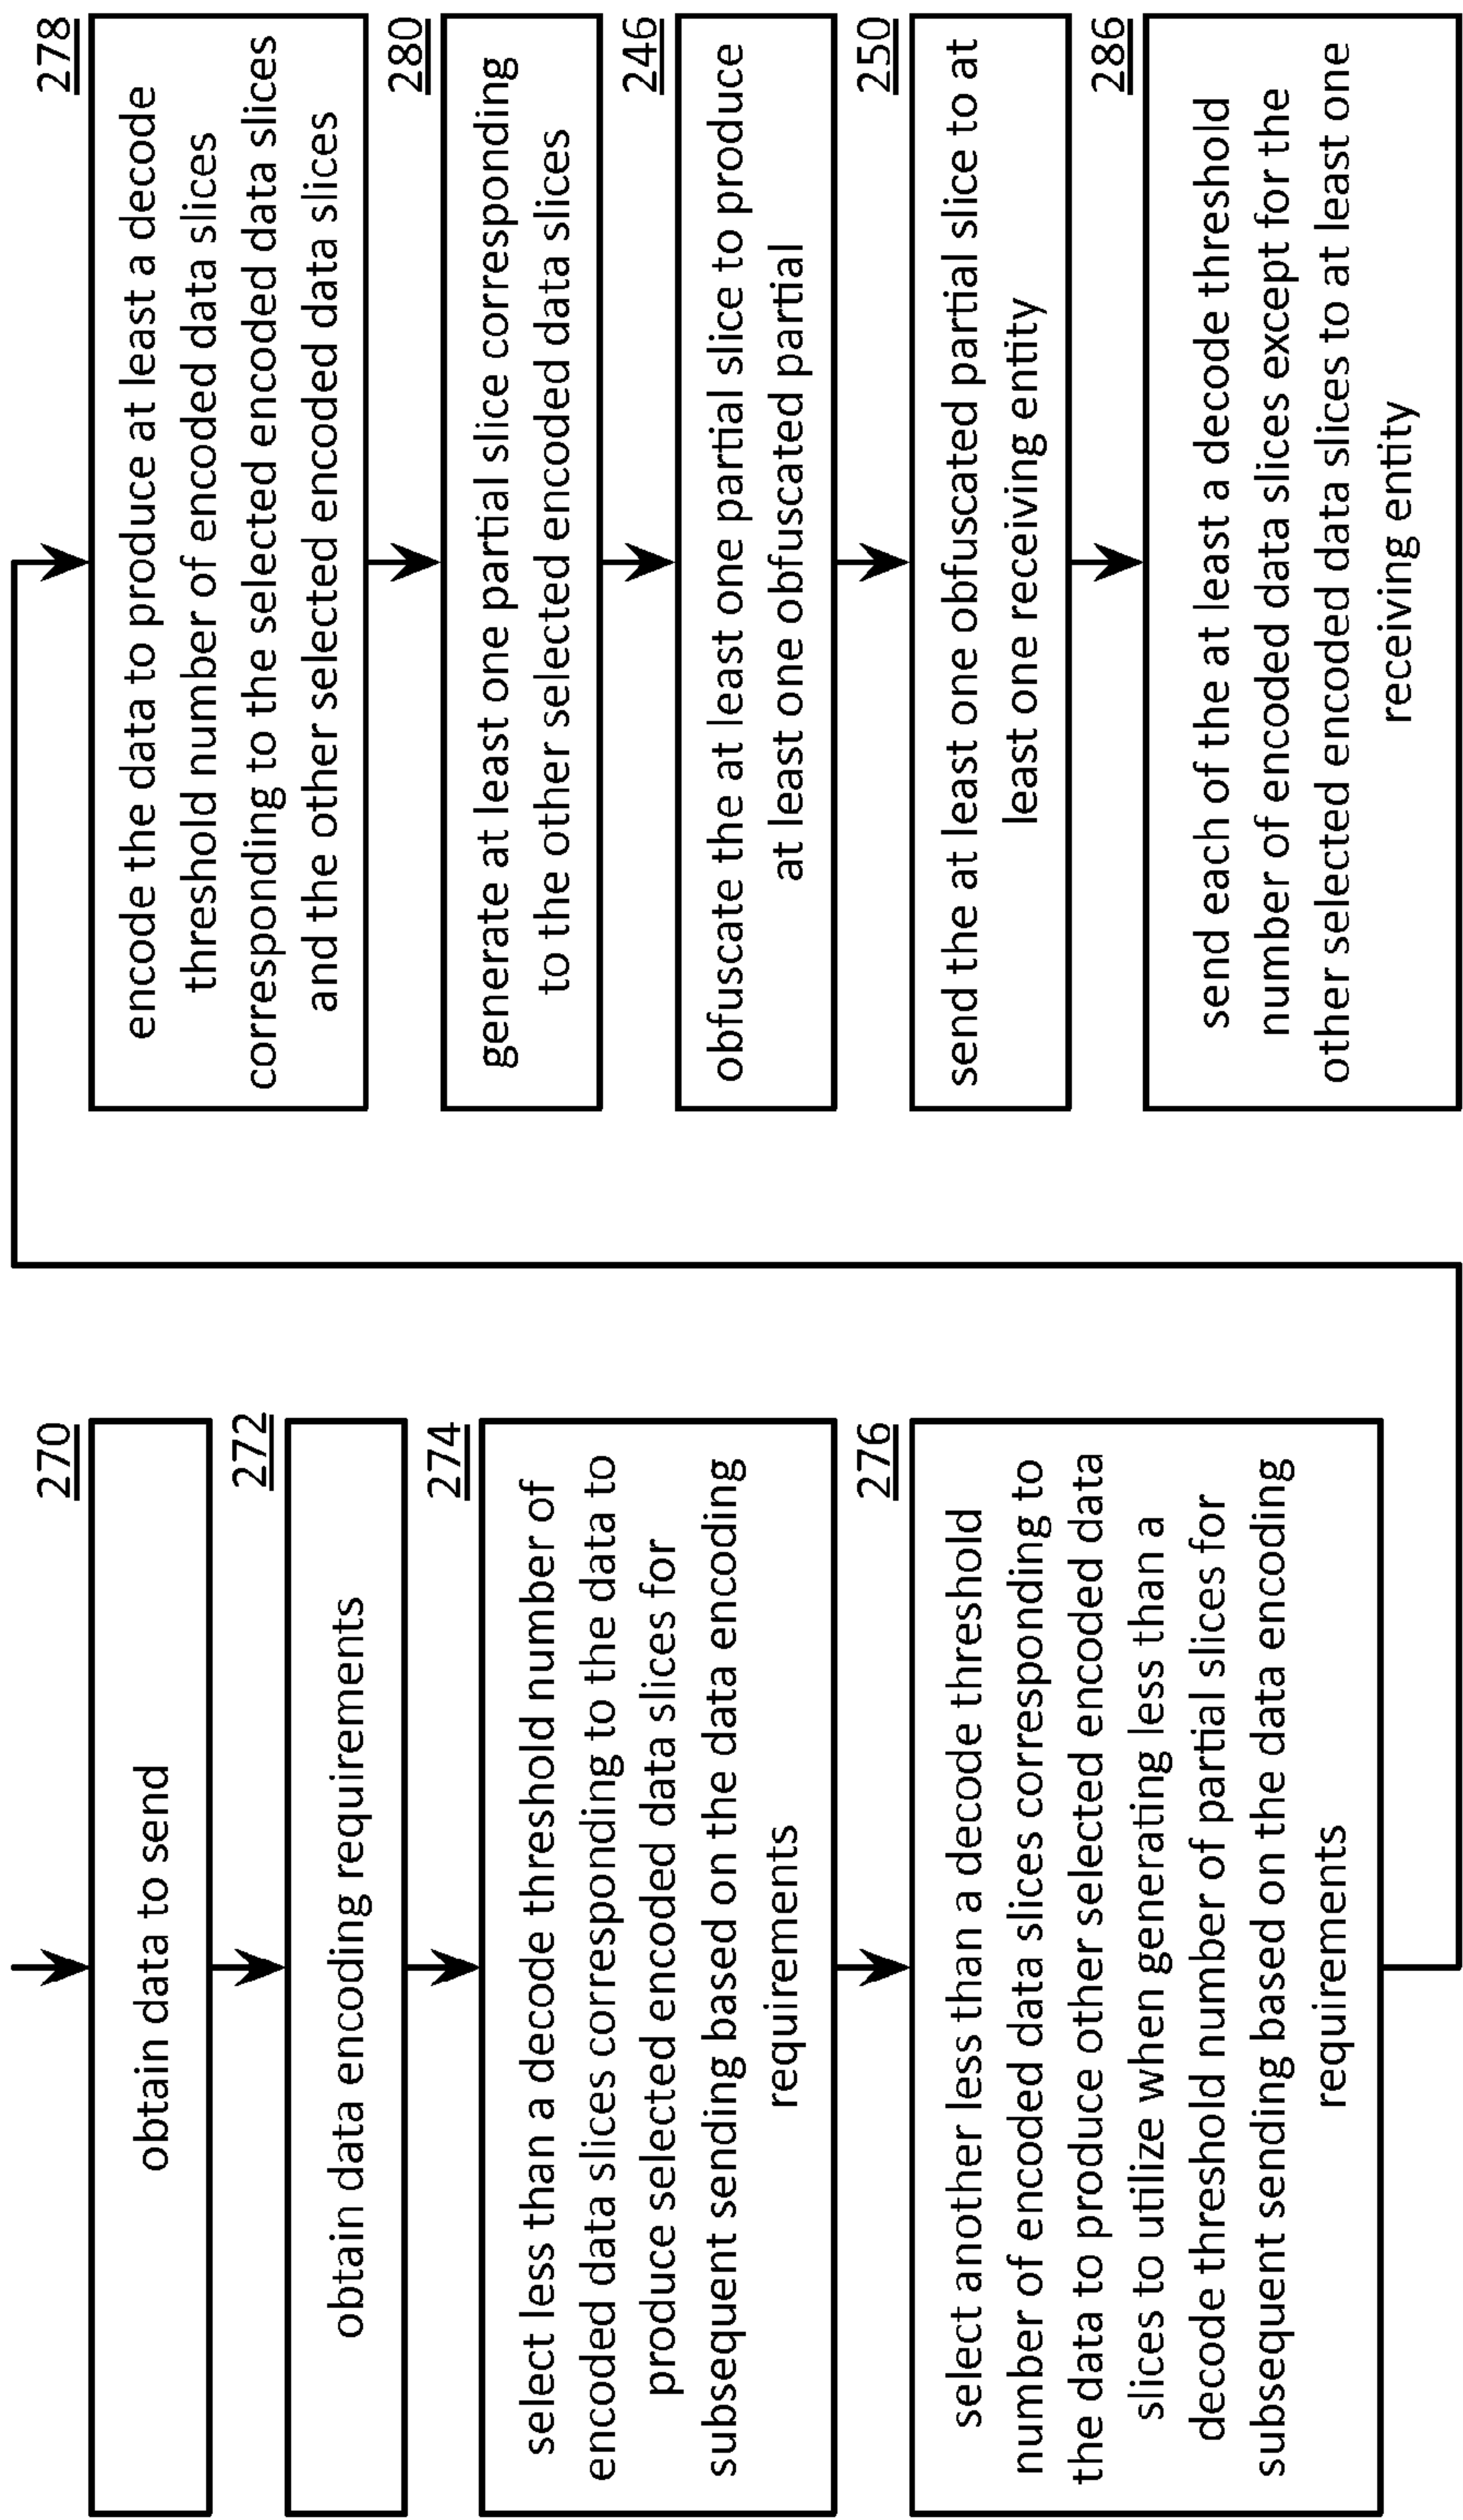 270
obtain data to send
272
obtain data encoding requirements
274
select less than a decode threshold number of
encoded data slices corresponding to the data to
produce selected encoded data slices for
subsequent sending based on the data encoding
requirements
276
select another less than a decode threshold
number of encoded data slices corresponding to
the data to produce other selected encoded data
slices to utilize when generating less than a
decode threshold number of partial slices for
subsequent sending based on the data encoding
requirements
278
encode the data to produce at least a decode
threshold number of encoded data slices
corresponding to the selected encoded data slices
and the other selected encoded data slices
280
generate at least one partial slice corresponding
to the other selected encoded data slices
246
obfuscate the at least one partial slice to produce
at least one obfuscated partial
250
send the at least one obfuscated partial slice to at
least one receiving entity
286
send each of the at least a decode threshold
number of encoded data slices except for the
other selected encoded data slices to at least one
receiving entity